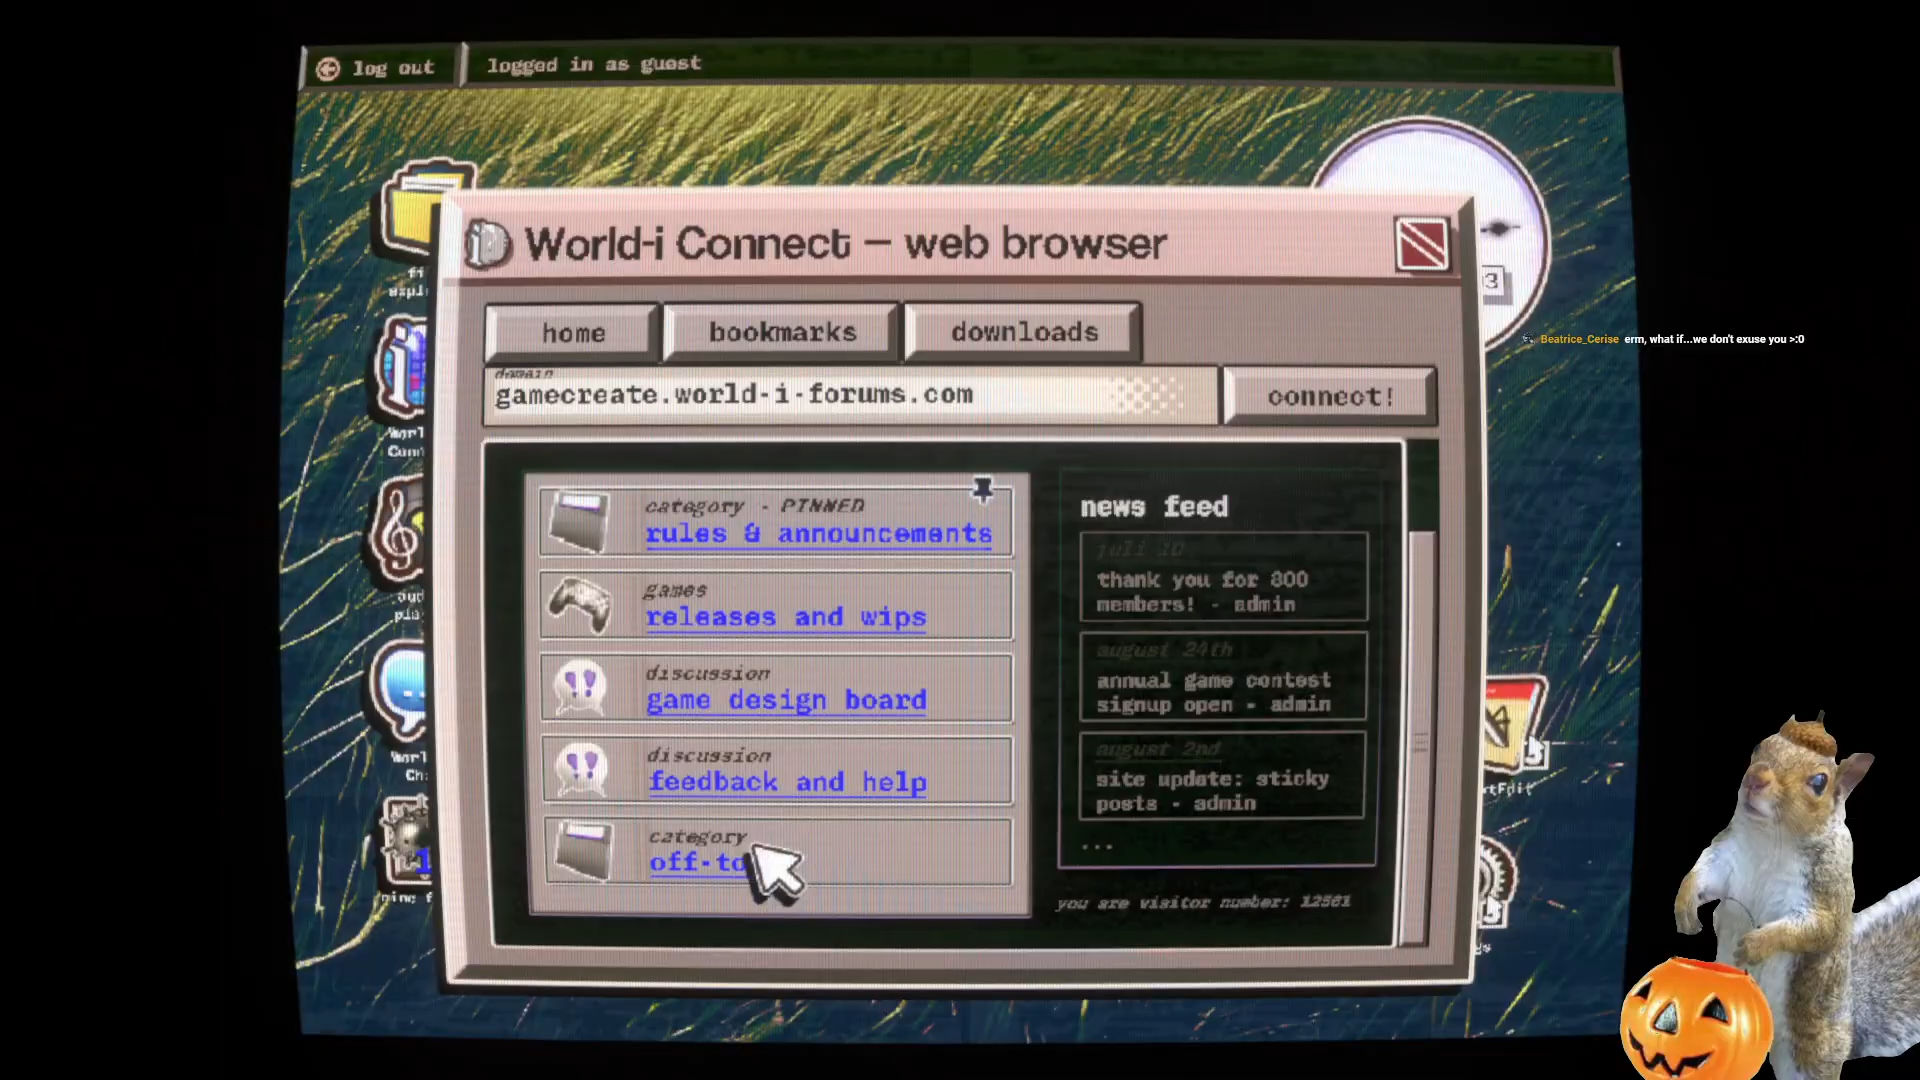 log out
logged in as guest
World-i Connect – web browser
home
bookmarks
downloads
domain
gamecreate.world-i-forums.com
connect!
category - PINNED
rules & announcements
games
releases and wips
discussion
game design board
discussion
feedback and help
category
off-to
news feed
juli 10
thank you for 800
members! - admin
august 24th
annual game contest
signup open - admin
august 2nd
site update: sticky
posts - admin
...
you are visitor number: 12561
3
Beatrice_Cerise erm, what if...we don't exuse you >:0